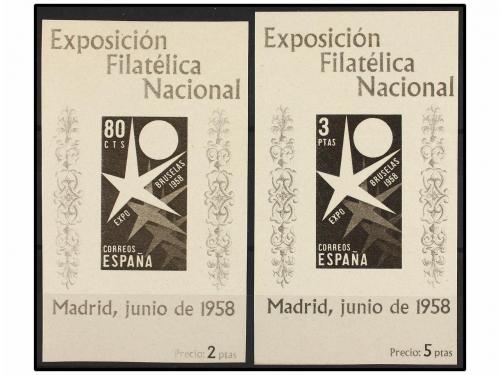 Exposición
Filatélica
Nacional
80
CTS
BRUSELAS
1958
EXPO
CORREOS
ESPAÑA
Madrid, junio de 1958
Precio: 2 ptas
Exposición
Filatélica
Nacional
3
PTAS
BRUSELAS
1958
EXPO
CORREOS
ESPAÑA
Madrid, junio de 1958
Precio: 5 ptas